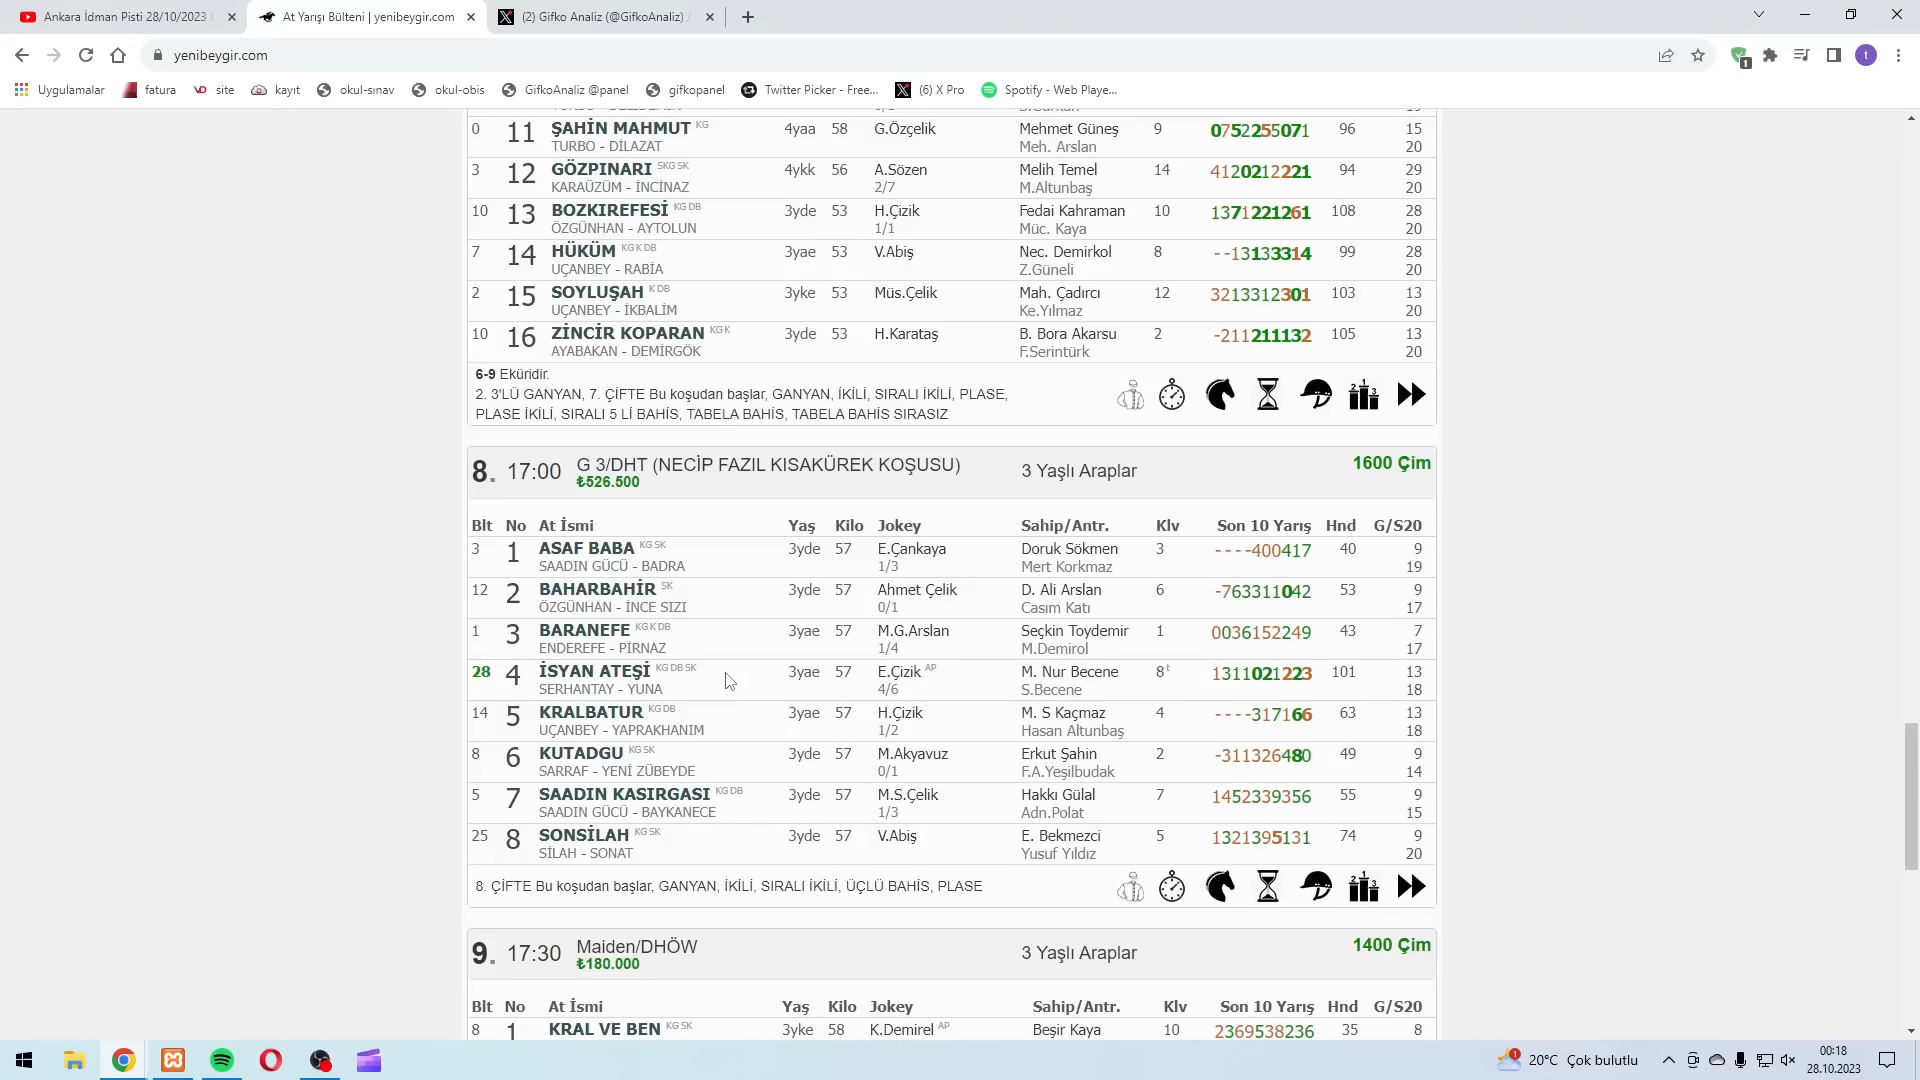 Ankara İdman Pisti 28/10/2023
At Yarışı Bülteni | yenibeygir.com
(2) Gifko Analiz (@GifkoAnaliz)
yenibeygir.com
1
t
Uygulamalar
fatura
site
kayıt
okul-sınav
okul-obis
GifkoAnaliz @panel
gifkopanel
Twitter Picker - Free...
(6) X Pro
Spotify - Web Playe...
0 11 ŞAHİN MAHMUT KG 4yaa 58 G.Özçelik Mehmet Güneş 9 0752255071 96 15
TURBO - DİLAZAT Meh. Arslan 20
3 12 GÖZPINARI SKG SK 4ykk 56 A.Sözen Melih Temel 14 4120212221 94 29
KARAÜZÜM - İNCİNAZ 2/7 M.Altunbaş 20
10 13 BOZKIREFESİ KG DB 3yde 53 H.Çizik Fedai Kahraman 10 1371221261 108 28
ÖZGÜNHAN - AYTOLUN 1/1 Müc. Kaya 20
7 14 HÜKÜM KG K DB 3yae 53 V.Abiş Nec. Demirkol 8 --13133314 99 28
UÇANBEY - RABİA Z.Güneli 20
2 15 SOYLUŞAH K DB 3yke 53 Müs.Çelik Mah. Çadırcı 12 3213312301 103 13
UÇANBEY - İKBALİM Ke.Yılmaz 20
10 16 ZİNCİR KOPARAN KG K 3yde 53 H.Karataş B. Bora Akarsu 2 -211211132 105 13
AYABAKAN - DEMİRGÖK F.Serintürk 20
6-9 Eküridir.
2. 3'LÜ GANYAN, 7. ÇİFTE Bu koşudan başlar, GANYAN, İKİLİ, SIRALI İKİLİ, PLASE,
PLASE İKİLİ, SIRALI 5 Lİ BAHİS, TABELA BAHİS, TABELA BAHİS SIRASIZ
8. 17:00 G 3/DHT (NECİP FAZIL KISAKÜREK KOŞUSU) 3 Yaşlı Araplar 1600 Çim
₺526.500
Blt No At İsmi Yaş Kilo Jokey Sahip/Antr. Klv Son 10 Yarış Hnd G/S20
3 1 ASAF BABA KG SK 3yde 57 E.Çankaya Doruk Sökmen 3 ----400417 40 9
SAADIN GÜCÜ - BADRA 1/3 Mert Korkmaz 19
12 2 BAHARBAHİR SK 3yde 57 Ahmet Çelik D. Ali Arslan 6 -763311042 53 9
ÖZGÜNHAN - İNCE SIZI 0/1 Casım Katı 17
1 3 BARANEFE KG K DB 3yae 57 M.G.Arslan Seçkin Toydemir 1 0036152249 43 7
ENDEREFE - PİRNAZ 1/4 M.Demirol 17
28 4 İSYAN ATEŞİ KG DB SK 3yae 57 E.Çizik AP M. Nur Becene 8t 1311021223 101 13
SERHANTAY - YUNA 4/6 S.Becene 18
14 5 KRALBATUR KG DB 3yae 57 H.Çizik M. S Kaçmaz 4 ----317166 63 13
UÇANBEY - YAPRAKHANIM 1/2 Hasan Altunbaş 18
8 6 KUTADGU KG SK 3yde 57 M.Akyavuz Erkut Şahin 2 -311326480 49 9
SARRAF - YENİ ZÜBEYDE 0/1 F.A.Yeşilbudak 14
5 7 SAADIN KASIRGASI KG DB 3yde 57 M.S.Çelik Hakkı Gülal 7 1452339356 55 9
SAADIN GÜCÜ - BAYKANECE 1/3 Adn.Polat 15
25 8 SONSİLAH KG SK 3yde 57 V.Abiş E. Bekmezci 5 1321395131 74 9
SİLAH - SONAT Yusuf Yıldız 20
8. ÇİFTE Bu koşudan başlar, GANYAN, İKİLİ, SIRALI İKİLİ, ÜÇLÜ BAHİS, PLASE
9. 17:30 Maiden/DHÖW 3 Yaşlı Araplar 1400 Çim
₺180.000
Blt No At İsmi Yaş Kilo Jokey Sahip/Antr. Klv Son 10 Yarış Hnd G/S20
8 1 KRAL VE BEN KG SK 3yke 58 K.Demirel AP Beşir Kaya 10 2369538236 35 8
1 20°C Çok bulutlu
00:18
28.10.2023